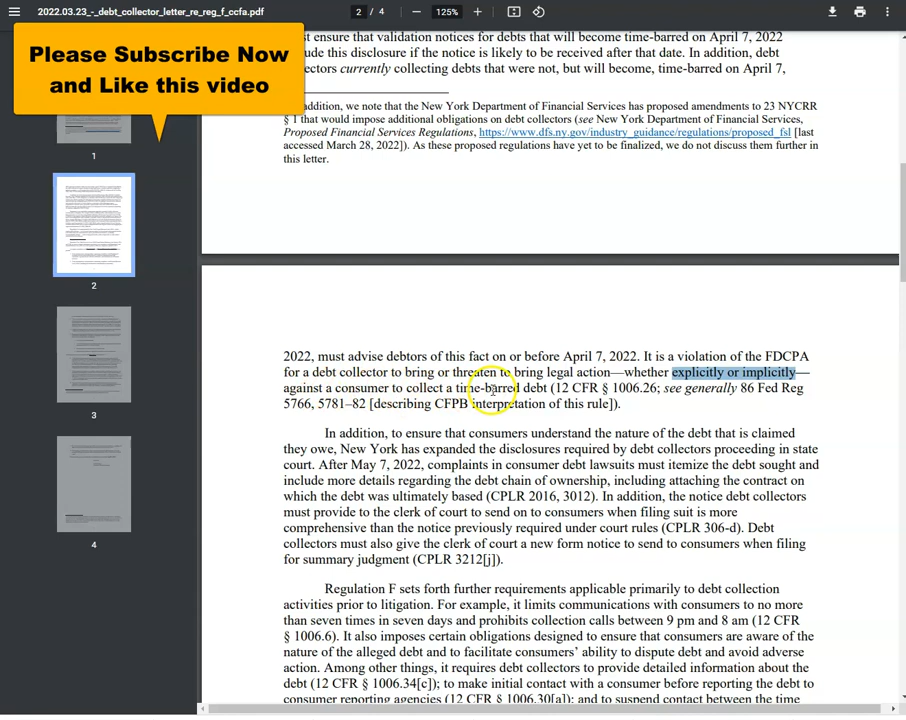 2022.03.23_-_debt_collector_letter_re_reg_f_ccfa.pdf
2 / 4
125%
Please Subscribe Now
and Like this video
1
2
3
4
st ensure that validation notices for debts that will become time-barred on April 7, 2022
ude this disclosure if the notice is likely to be received after that date. In addition, debt
ectors currently collecting debts that were not, but will become, time-barred on April 7,
addition, we note that the New York Department of Financial Services has proposed amendments to 23 NYCRR
§ 1 that would impose additional obligations on debt collectors (see New York Department of Financial Services,
Proposed Financial Services Regulations, https://www.dfs.ny.gov/industry_guidance/regulations/proposed_fsl [last
accessed March 28, 2022]). As these proposed regulations have yet to be finalized, we do not discuss them further in
this letter.
2022, must advise debtors of this fact on or before April 7, 2022. It is a violation of the FDCPA
for a debt collector to bring or threaten to bring legal action—whether explicitly or implicitly—
against a consumer to collect a time-barred debt (12 CFR § 1006.26; see generally 86 Fed Reg
5766, 5781–82 [describing CFPB interpretation of this rule]).
In addition, to ensure that consumers understand the nature of the debt that is claimed
they owe, New York has expanded the disclosures required by debt collectors proceeding in state
court. After May 7, 2022, complaints in consumer debt lawsuits must itemize the debt sought and
include more details regarding the debt chain of ownership, including attaching the contract on
which the debt was ultimately based (CPLR 2016, 3012). In addition, the notice debt collectors
must provide to the clerk of court to send on to consumers when filing suit is more
comprehensive than the notice previously required under court rules (CPLR 306-d). Debt
collectors must also give the clerk of court a new form notice to send to consumers when filing
for summary judgment (CPLR 3212[j]).
Regulation F sets forth further requirements applicable primarily to debt collection
activities prior to litigation. For example, it limits communications with consumers to no more
than seven times in seven days and prohibits collection calls between 9 pm and 8 am (12 CFR
§ 1006.6). It also imposes certain obligations designed to ensure that consumers are aware of the
nature of the alleged debt and to facilitate consumers’ ability to dispute debt and avoid adverse
action. Among other things, it requires debt collectors to provide detailed information about the
debt (12 CFR § 1006.34[c]); to make initial contact with a consumer before reporting the debt to
consumer reporting agencies (12 CFR § 1006.30[a]); and to suspend contact between the time